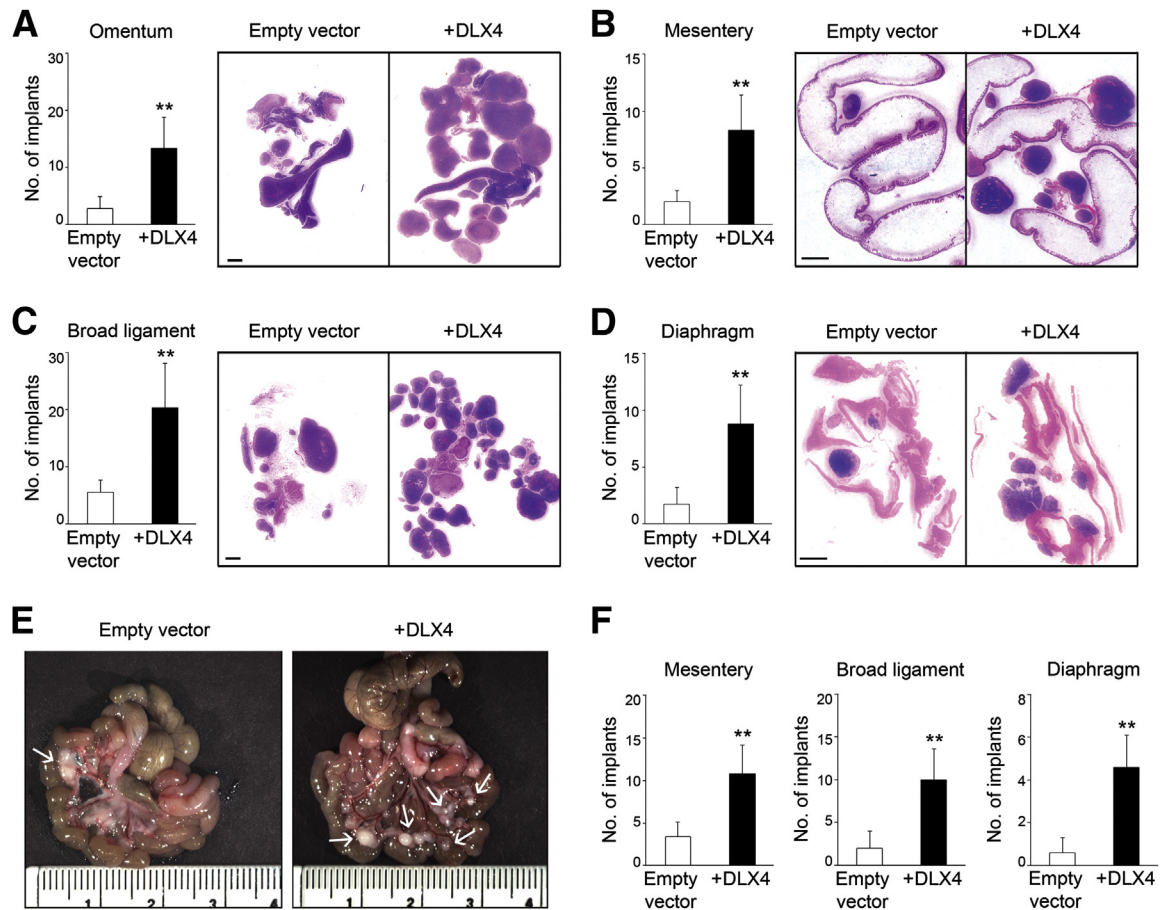 A
Omentum
Empty vector
+DLX4
No. of implants
30
20
10
0
**
Empty
vector
+DLX4
B
Mesentery
Empty vector
+DLX4
No. of implants
15
10
5
0
**
Empty
vector
+DLX4
C
Broad ligament
Empty vector
+DLX4
No. of implants
30
20
10
0
**
Empty
vector
+DLX4
D
Diaphragm
Empty vector
+DLX4
No. of implants
15
10
5
0
**
Empty
vector
+DLX4
E
Empty vector
+DLX4
1 2 3 4
1 2 3 4
F
Mesentery
No. of implants
20
15
10
5
0
**
Empty
vector
+DLX4
Broad ligament
No. of implants
20
15
10
5
0
**
Empty
vector
+DLX4
Diaphragm
No. of implants
8
6
4
2
0
**
Empty
vector
+DLX4